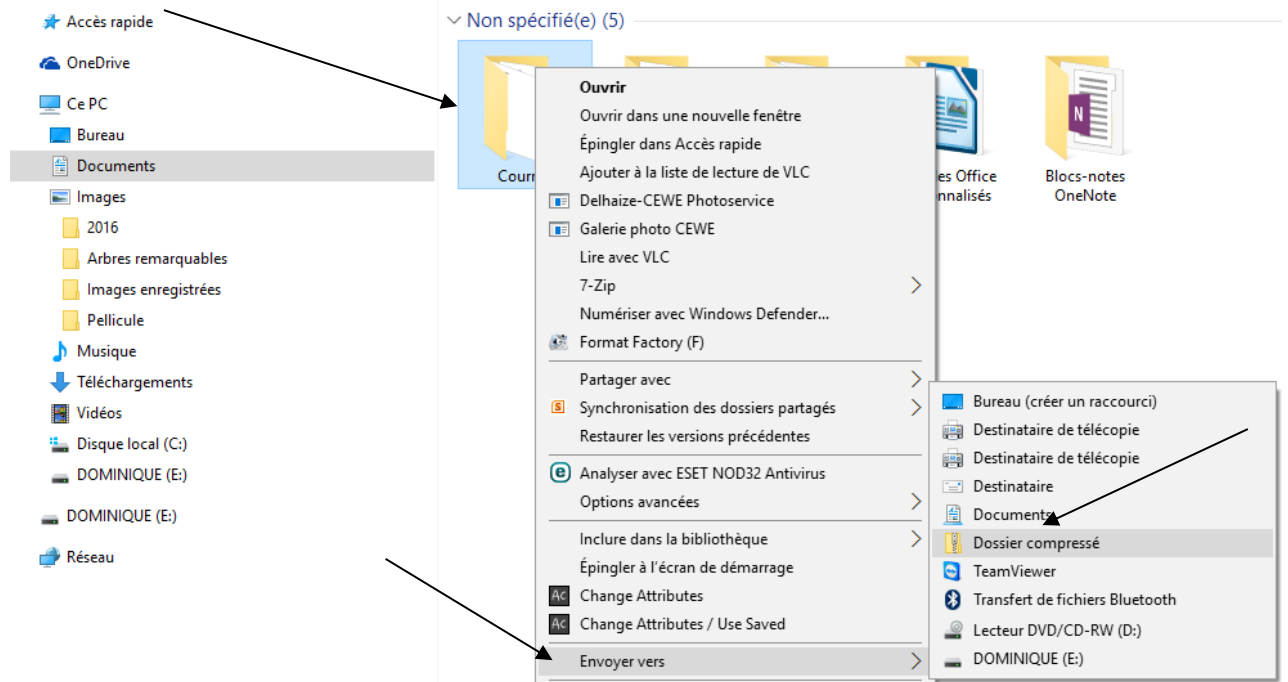 Accès rapide
OneDrive
Ce PC
Bureau
Documents
Images
2016
Arbres remarquables
Images enregistrées
Pellicule
Musique
Téléchargements
Vidéos
Disque local (C:)
DOMINIQUE (E:)
DOMINIQUE (E:)
Réseau
Non spécifié(e) (5)
Blocs-notes
OneNote
Ouvrir
Ouvrir dans une nouvelle fenêtre
Épingler dans Accès rapide
Ajouter à la liste de lecture de VLC
Delhaize-CEWE Photoservice
Galerie photo CEWE
Lire avec VLC
7-Zip
Numériser avec Windows Defender...
Format Factory (F)
Partager avec
Synchronisation des dossiers partagés
Restaurer les versions précédentes
Analyser avec ESET NOD32 Antivirus
Options avancées
Inclure dans la bibliothèque
Épingler à l'écran de démarrage
Ac Change Attributes
Ac Change Attributes / Use Saved
Envoyer vers
Bureau (créer un raccourci)
Destinataire de télécopie
Destinataire de télécopie
Destinataire
Documents
Dossier compressé
TeamViewer
Transfert de fichiers Bluetooth
Lecteur DVD/CD-RW (D:)
DOMINIQUE (E:)